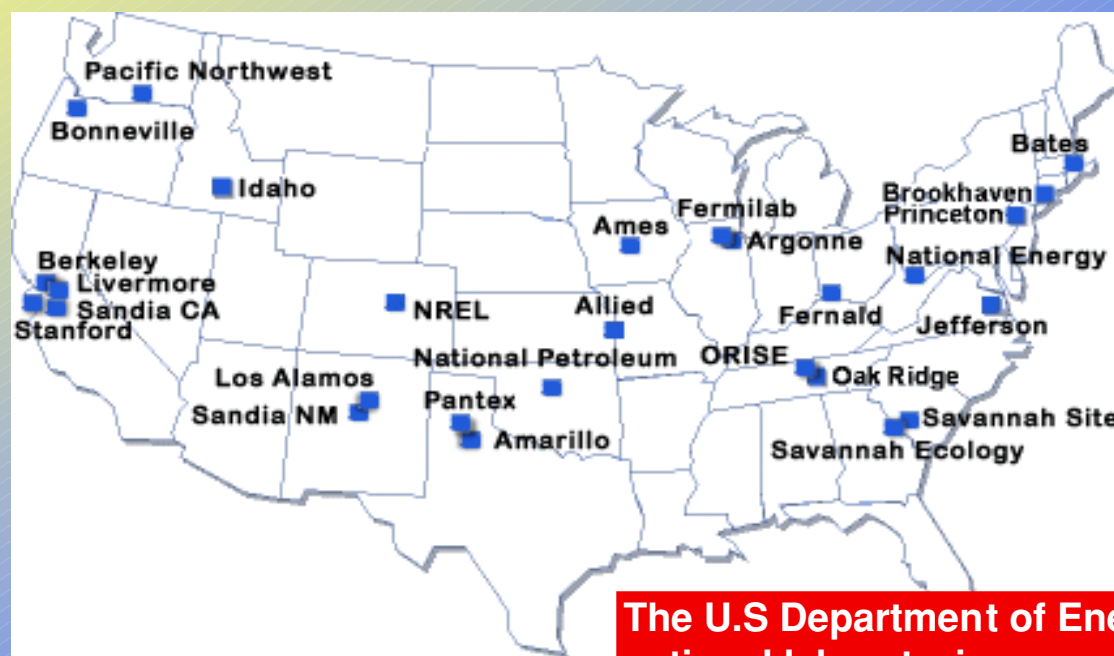 Pacific Northwest
Bonneville
Bates
Idaho
Brookhaven
Princeton
Fermilab
Ames
Argonne
National Energy
Berkeley
Livermore
Sandia CA
Stanford
NREL
Allied
Fernald
Jefferson
National Petroleum
ORISE
Oak Ridge
Los Alamos
Sandia NM
Pantex
Amarillo
Savannah Site
Savannah Ecology
The U.S Department of Ene